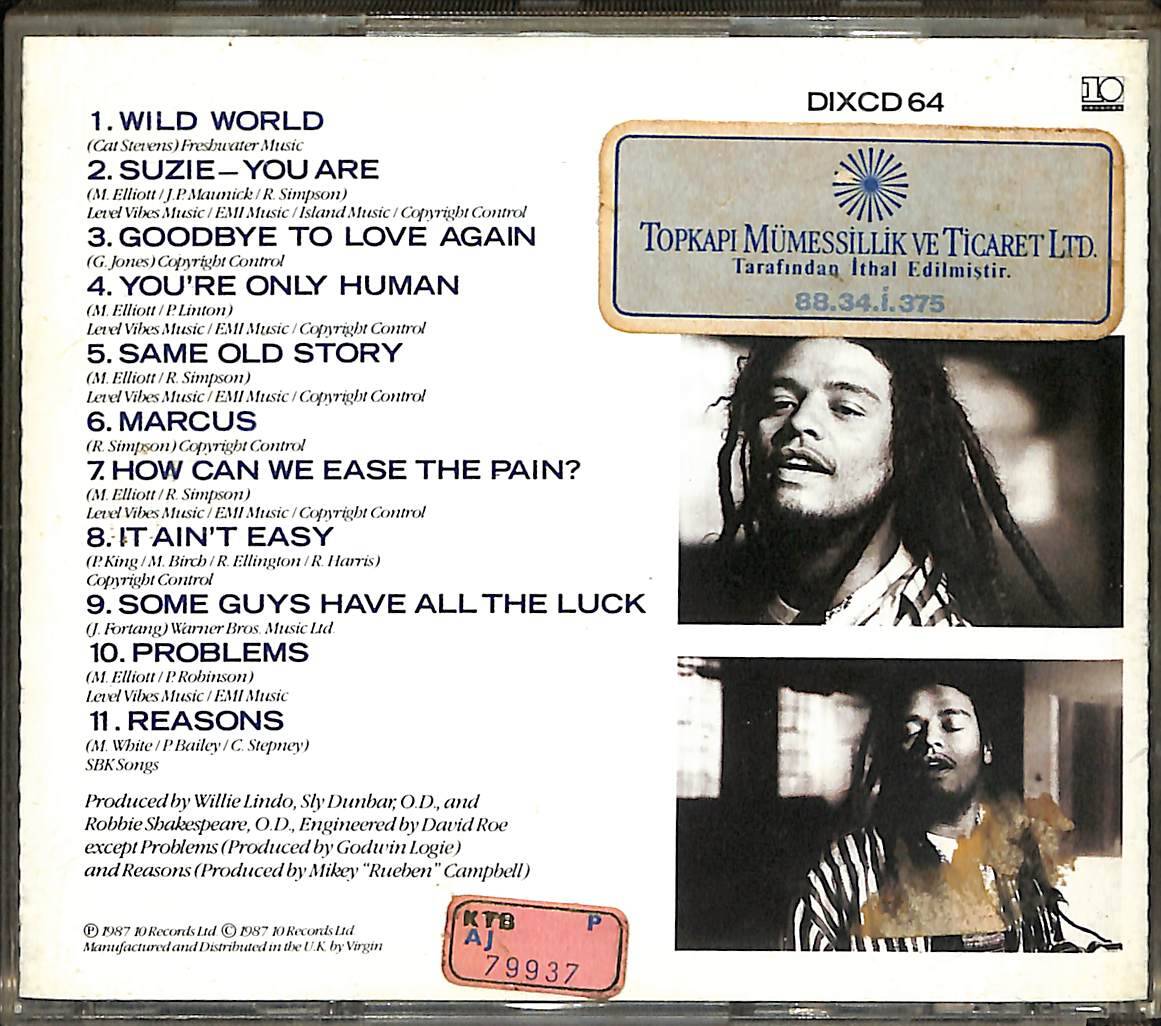 1. WILD WORLD
(Cat Stevens) Freshwater Music
2. SUZIE – YOU ARE
(M. Elliott / J.P. Maunick / R. Simpson)
Level Vibes Music / EMI Music / Island Music / Copyright Control
3. GOODBYE TO LOVE AGAIN
(G. Jones) Copyright Control
4. YOU'RE ONLY HUMAN
(M. Elliott / P. Linton)
Level Vibes Music / EMI Music / Copyright Control
5. SAME OLD STORY
(M. Elliott / R. Simpson)
Level Vibes Music / EMI Music / Copyright Control
6. MARCUS
(R. Simpson) Copyright Control
7. HOW CAN WE EASE THE PAIN?
(M. Elliott / R. Simpson)
Level Vibes Music / EMI Music / Copyright Control
8. IT AIN'T EASY
(P. King / M. Birch / R. Ellington / R. Harris)
Copyright Control
9. SOME GUYS HAVE ALL THE LUCK
(J. Fortang) Warner Bros. Music Ltd.
10. PROBLEMS
(M. Elliott / P. Robinson)
Level Vibes Music / EMI Music
11. REASONS
(M. White / P. Bailey / C. Stepney)
SBK Songs
Produced by Willie Lindo, Sly Dunbar, O.D., and
Robbie Shakespeare, O.D., Engineered by David Roe
except Problems (Produced by Godwin Logie)
and Reasons (Produced by Mikey "Rueben" Campbell)
Ⓟ 1987 10 Records Ltd © 1987 10 Records Ltd
Manufactured and Distributed in the U.K. by Virgin
DIXCD 64
10
RECORDS
TOPKAPI MÜMESSİLLİK VE TİCARET LTD.
Tarafından İthal Edilmiştir.
88.34.İ.375
KTB P
AJ
79937